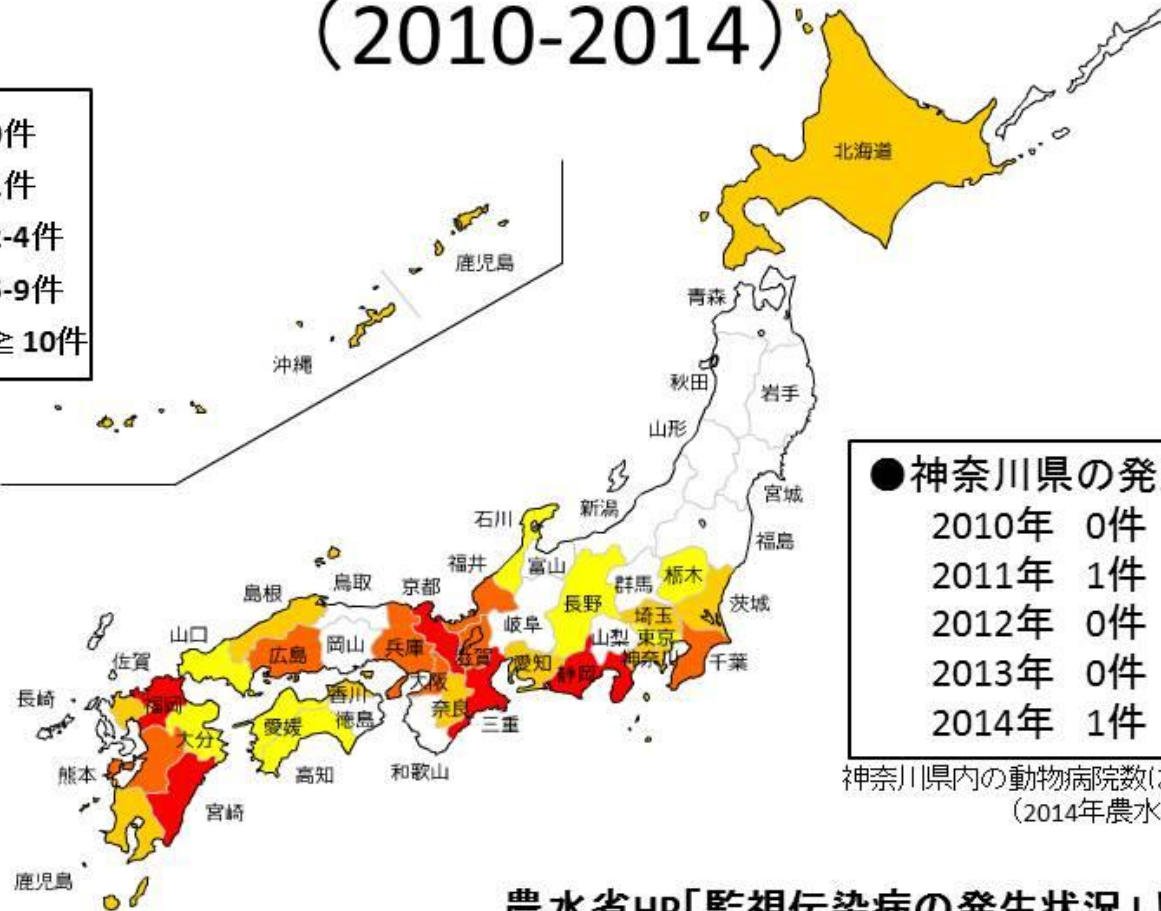 （2010-2014）
件
件
-4件
-9件
≧ 10件
北海道
鹿児島
沖縄
青森
秋田
岩手
山形
宮城
新潟
石川
福島
福井
富山
群馬
栃木
島根
鳥取
京都
長野
茨城
埼玉
岐阜
山口
岡山
兵庫
山梨
東京
広島
滋賀
愛知
神奈川
千葉
佐賀
静岡
大阪
長崎
福岡
香川
奈良
徳島
愛媛
三重
大分
熊本
高知
和歌山
宮崎
鹿児島
●神奈川県の発
2010年 0件
2011年 1件
2012年 0件
2013年 0件
2014年 1件
神奈川県内の動物病院数
（2014年農水
農水省HP「監視伝染病の発生状況」